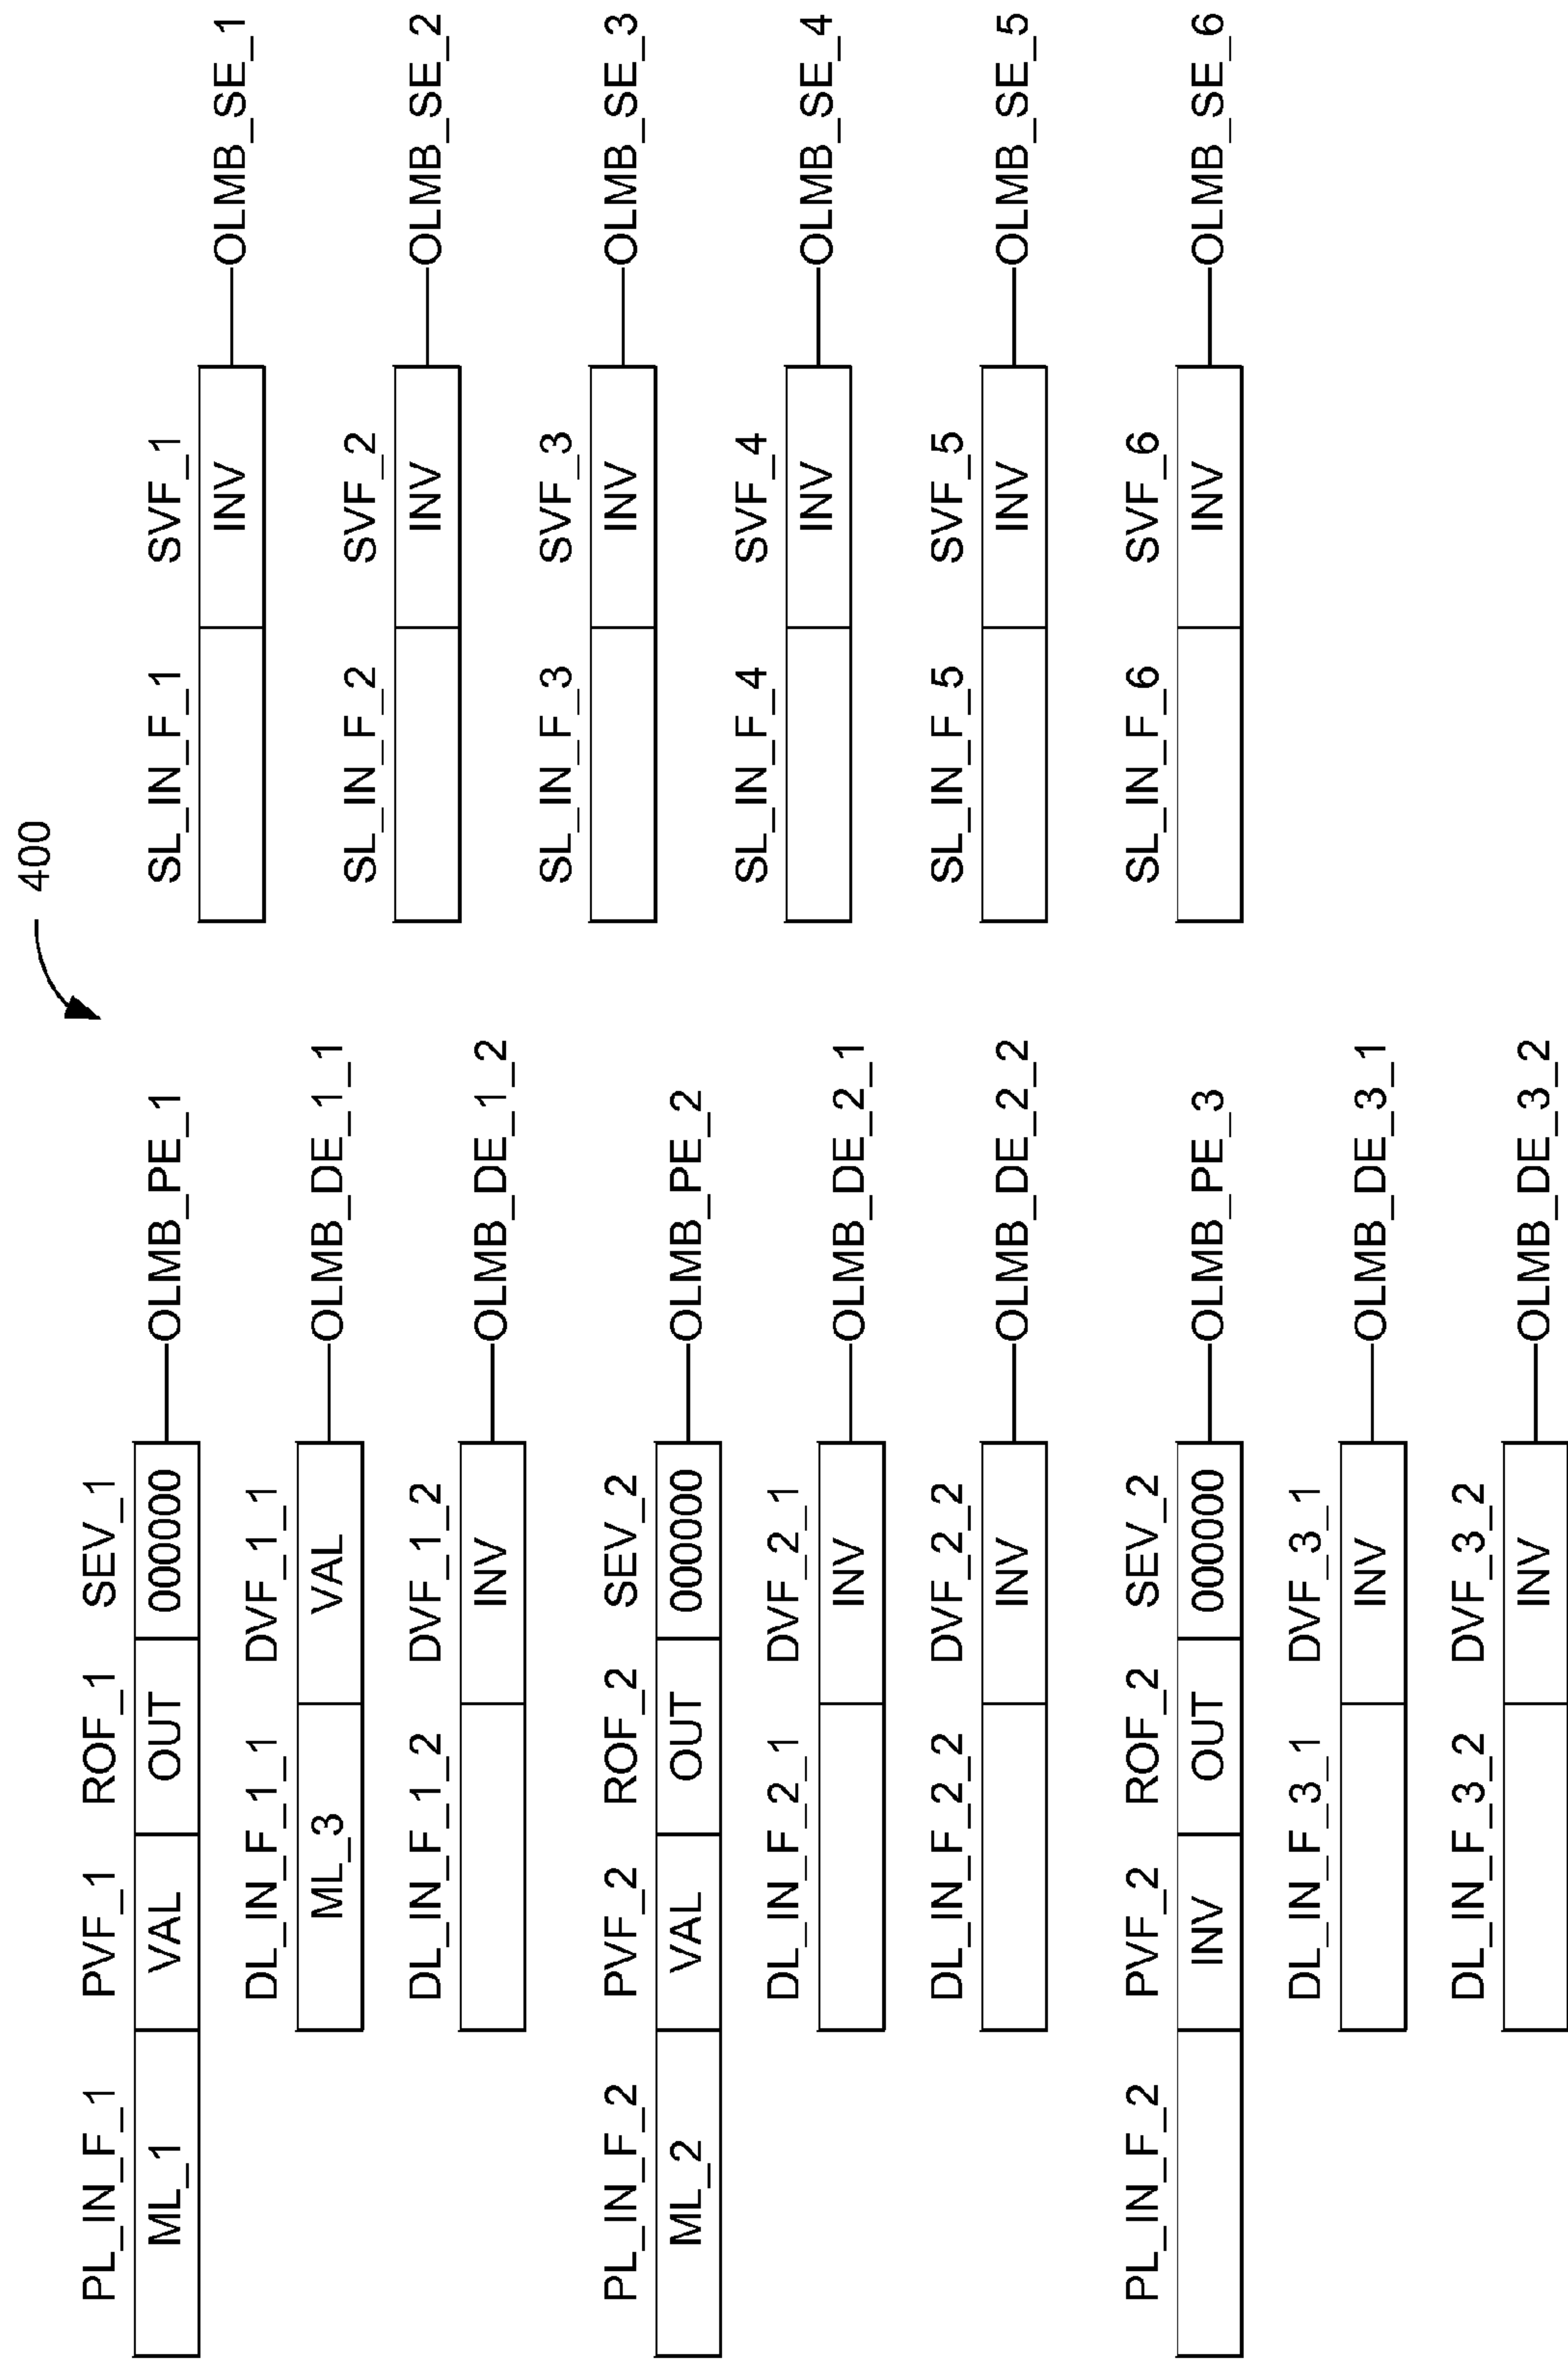 400
PL_IN_F_1 PVF_1 ROF_1 SEV_1
ML_1 VAL OUT 000000 OLMB_PE_1
DL_IN_F_1_1 DVF_1_1
ML_3 VAL OLMB_DE_1_1
DL_IN_F_1_2 DVF_1_2
INV OLMB_DE_1_2
PL_IN_F_2 PVF_2 ROF_2 SEV_2
ML_2 VAL OUT 000000 OLMB_PE_2
DL_IN_F_2_1 DVF_2_1
INV OLMB_DE_2_1
DL_IN_F_2_2 DVF_2_2
INV OLMB_DE_2_2
PL_IN_F_2 PVF_2 ROF_2 SEV_2
INV OUT 000000 OLMB_PE_3
DL_IN_F_3_1 DVF_3_1
INV OLMB_DE_3_1
DL_IN_F_3_2 DVF_3_2
INV OLMB_DE_3_2
SL_IN_F_1 SVF_1
INV OLMB_SE_1
SL_IN_F_2 SVF_2
INV OLMB_SE_2
SL_IN_F_3 SVF_3
INV OLMB_SE_3
SL_IN_F_4 SVF_4
INV OLMB_SE_4
SL_IN_F_5 SVF_5
INV OLMB_SE_5
SL_IN_F_6 SVF_6
INV OLMB_SE_6